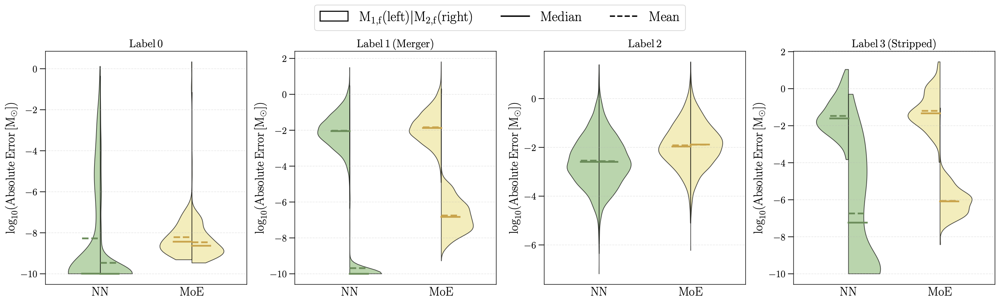 M₁,f(left)|M₂,f(right) Median Mean
Label 0
log₁₀(Absolute Error [M⊙])
0
−2
−4
−6
−8
−10
NN MoE
Label 1 (Merger)
log₁₀(Absolute Error [M⊙])
2
0
−2
−4
−6
−8
−10
NN MoE
Label 2
log₁₀(Absolute Error [M⊙])
0
−2
−4
−6
NN MoE
Label 3 (Stripped)
log₁₀(Absolute Error [M⊙])
2
0
−2
−4
−6
−8
−10
NN MoE